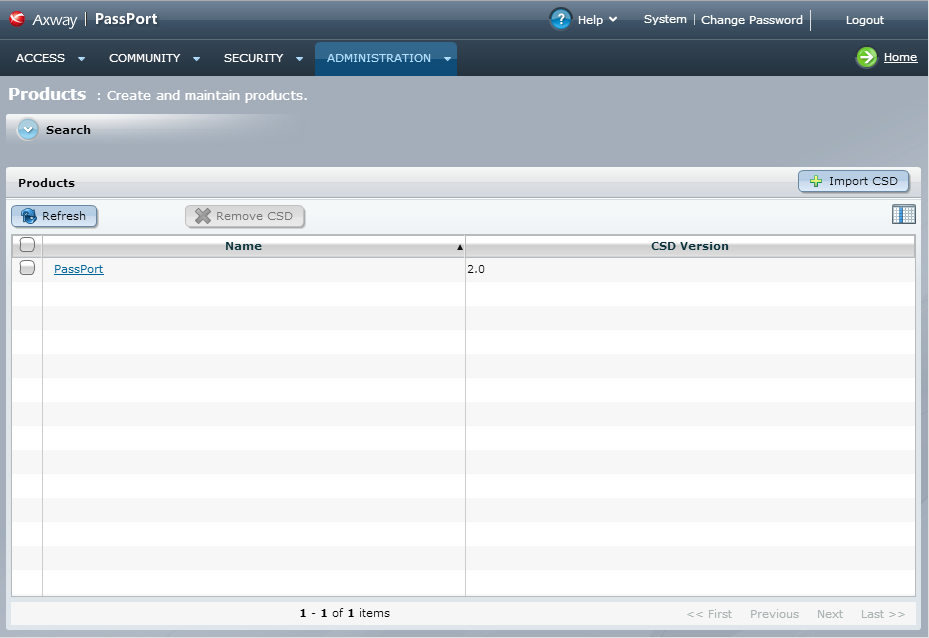 Axway | PassPort
Help System | Change Password Logout
ACCESS COMMUNITY SECURITY ADMINISTRATION Home
Products : Create and maintain products.
Search
Products Import CSD
Refresh Remove CSD
Name CSD Version
PassPort 2.0
1 - 1 of 1 items << First Previous Next Last >>